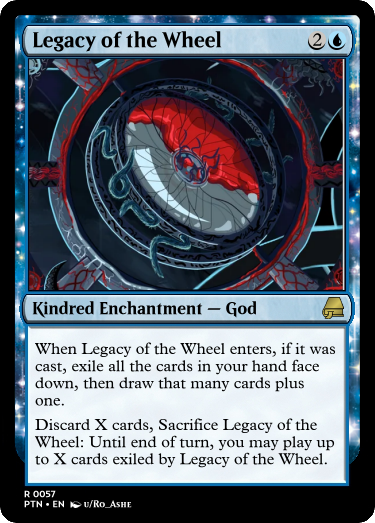 Legacy of the Wheel 2
Kindred Enchantment — God
When Legacy of the Wheel enters, if it was
cast, exile all the cards in your hand face
down, then draw that many cards plus
one.
Discard X cards, Sacrifice Legacy of the
Wheel: Until end of turn, you may play up
to X cards exiled by Legacy of the Wheel.
R 0057
PTN • EN u/Ro_Ashe